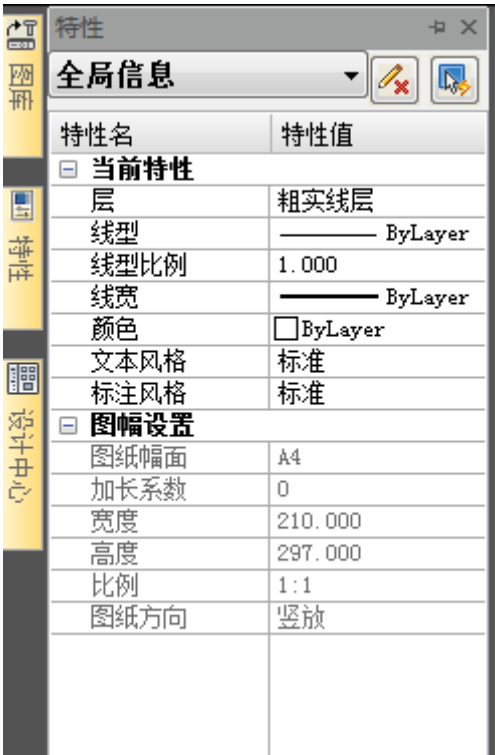 特性
全局信息
特性名 特性值
当前特性
层 粗实线层
线型 ByLayer
线型比例 1.000
线宽 ByLayer
颜色 ByLayer
文本风格 标准
标注风格 标准
图幅设置
图纸幅面 A4
加长系数 0
宽度 210.000
高度 297.000
比例 1:1
图纸方向 竖放
图库
特性
设计中心